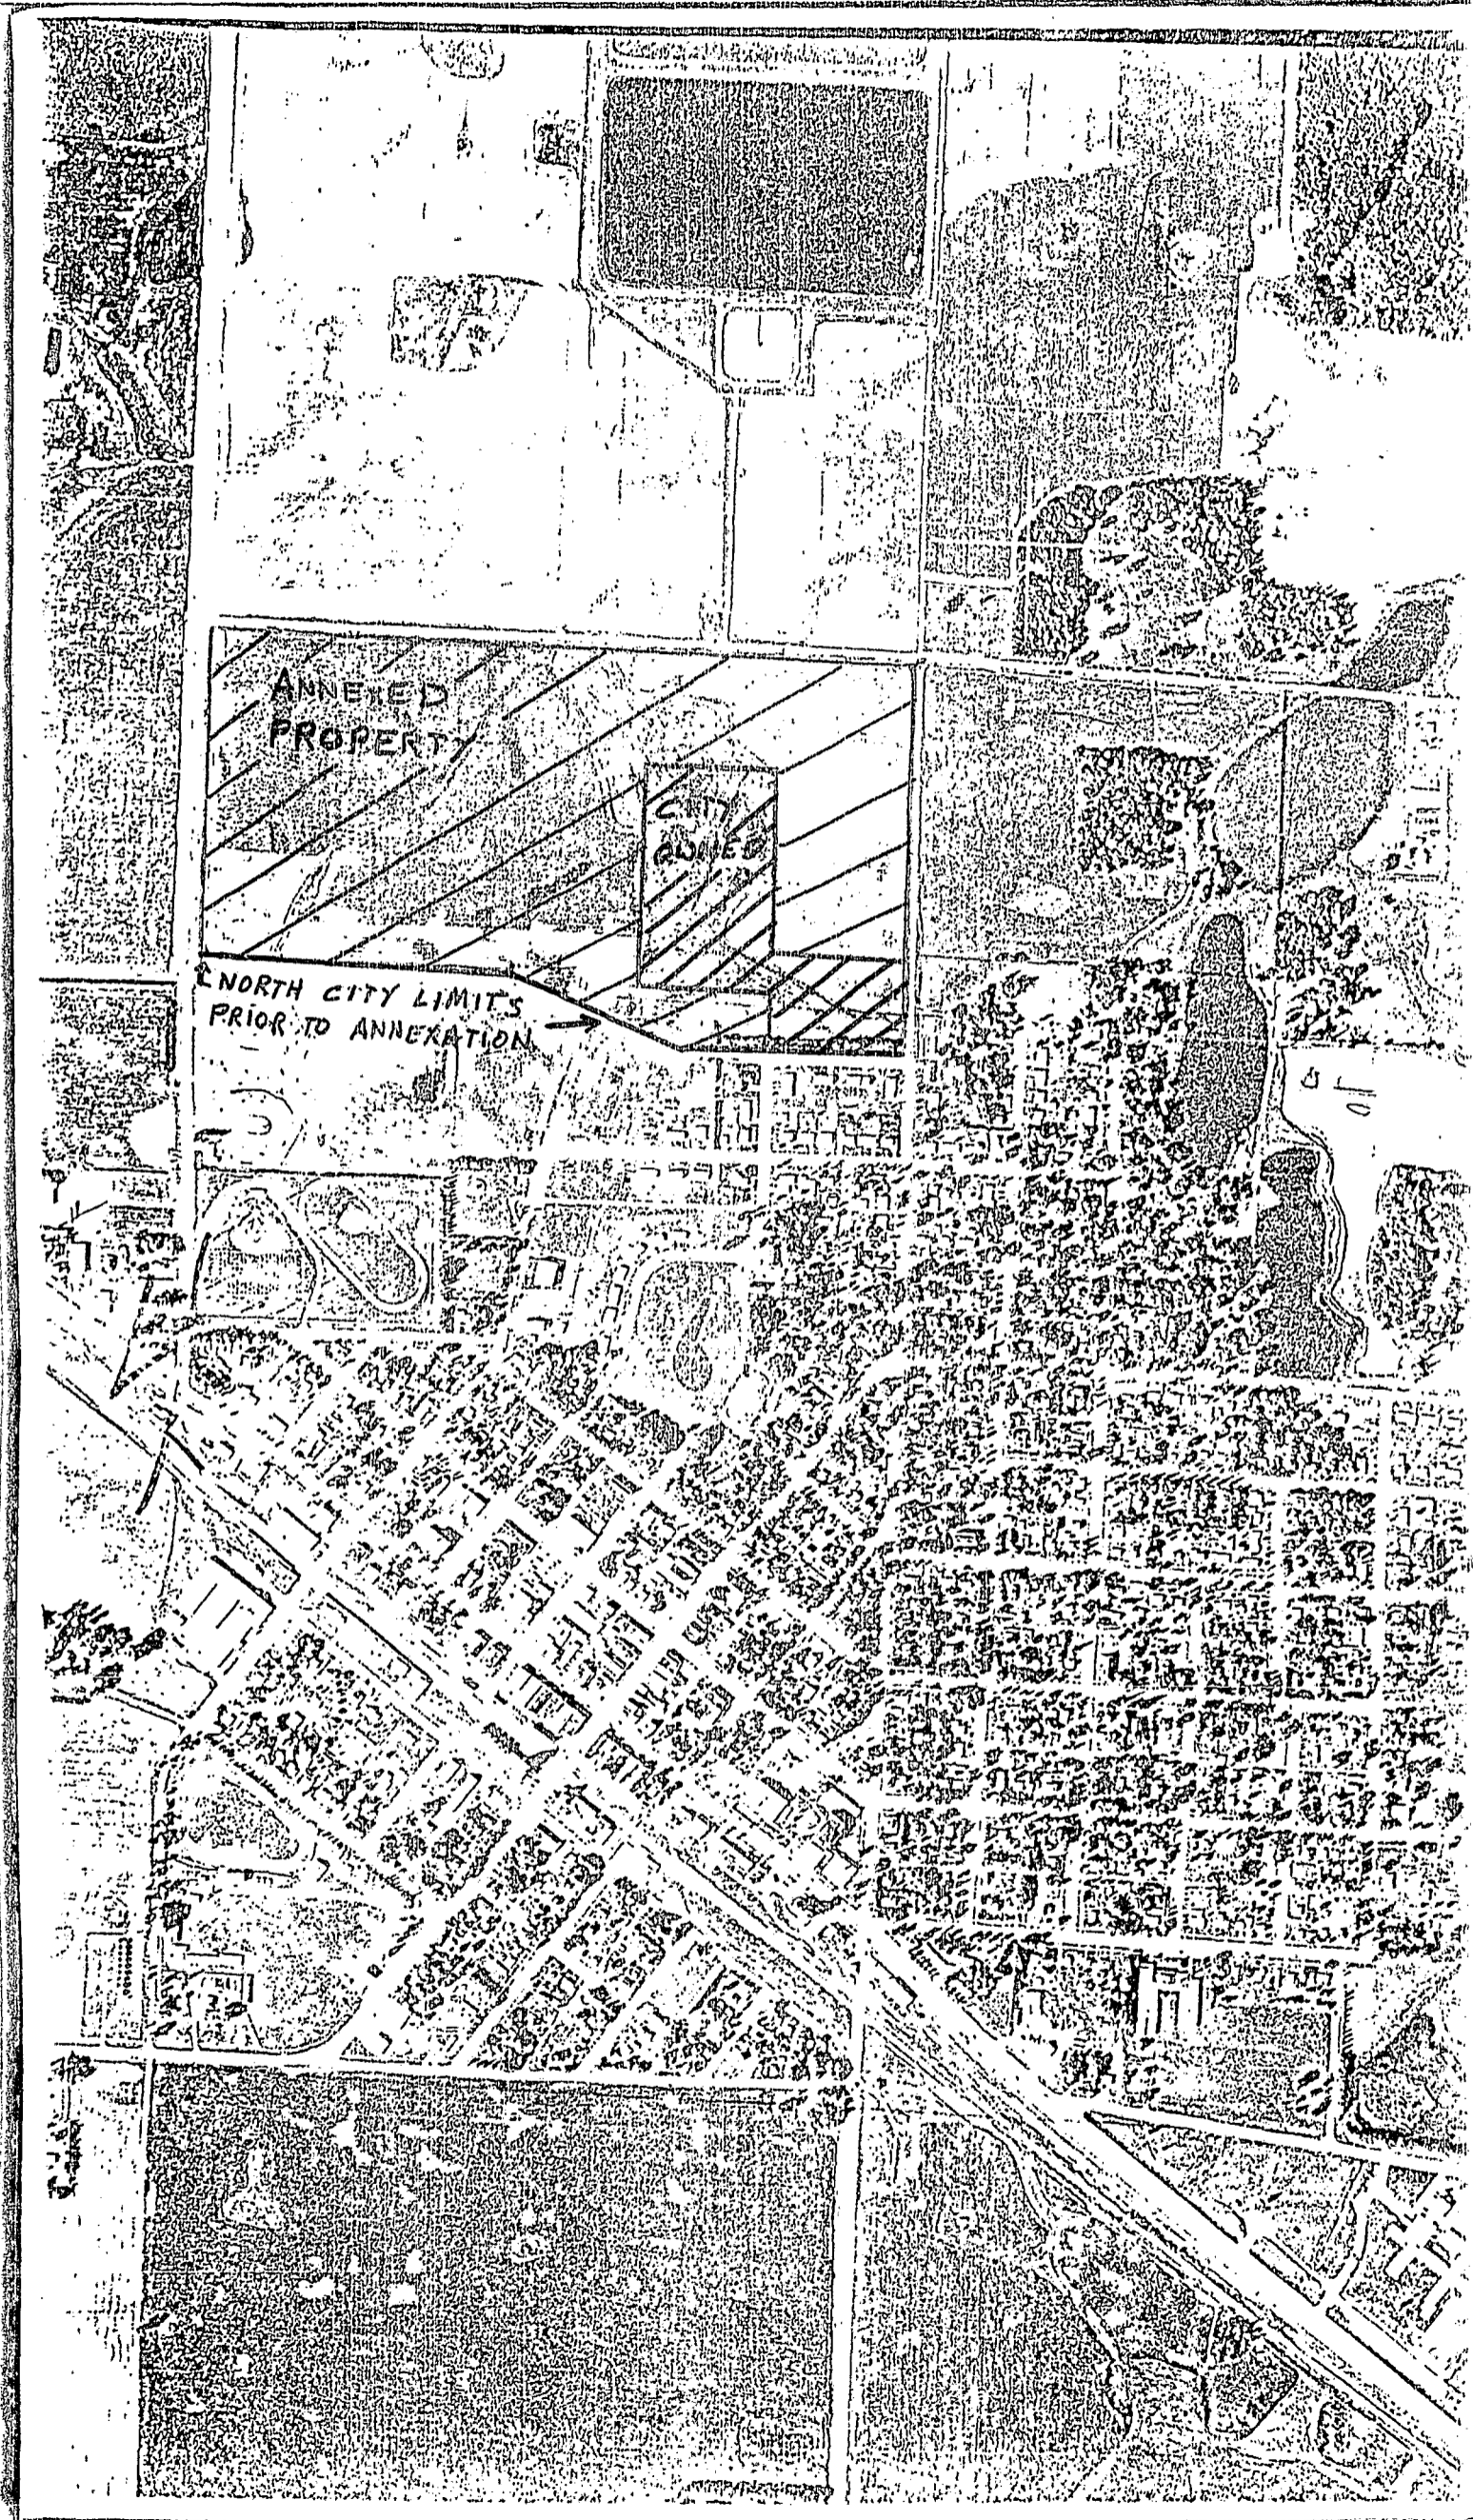 ANNEXED
PROPERTY
CITY
OWNED
NORTH CITY LIMITS
PRIOR TO ANNEXATION